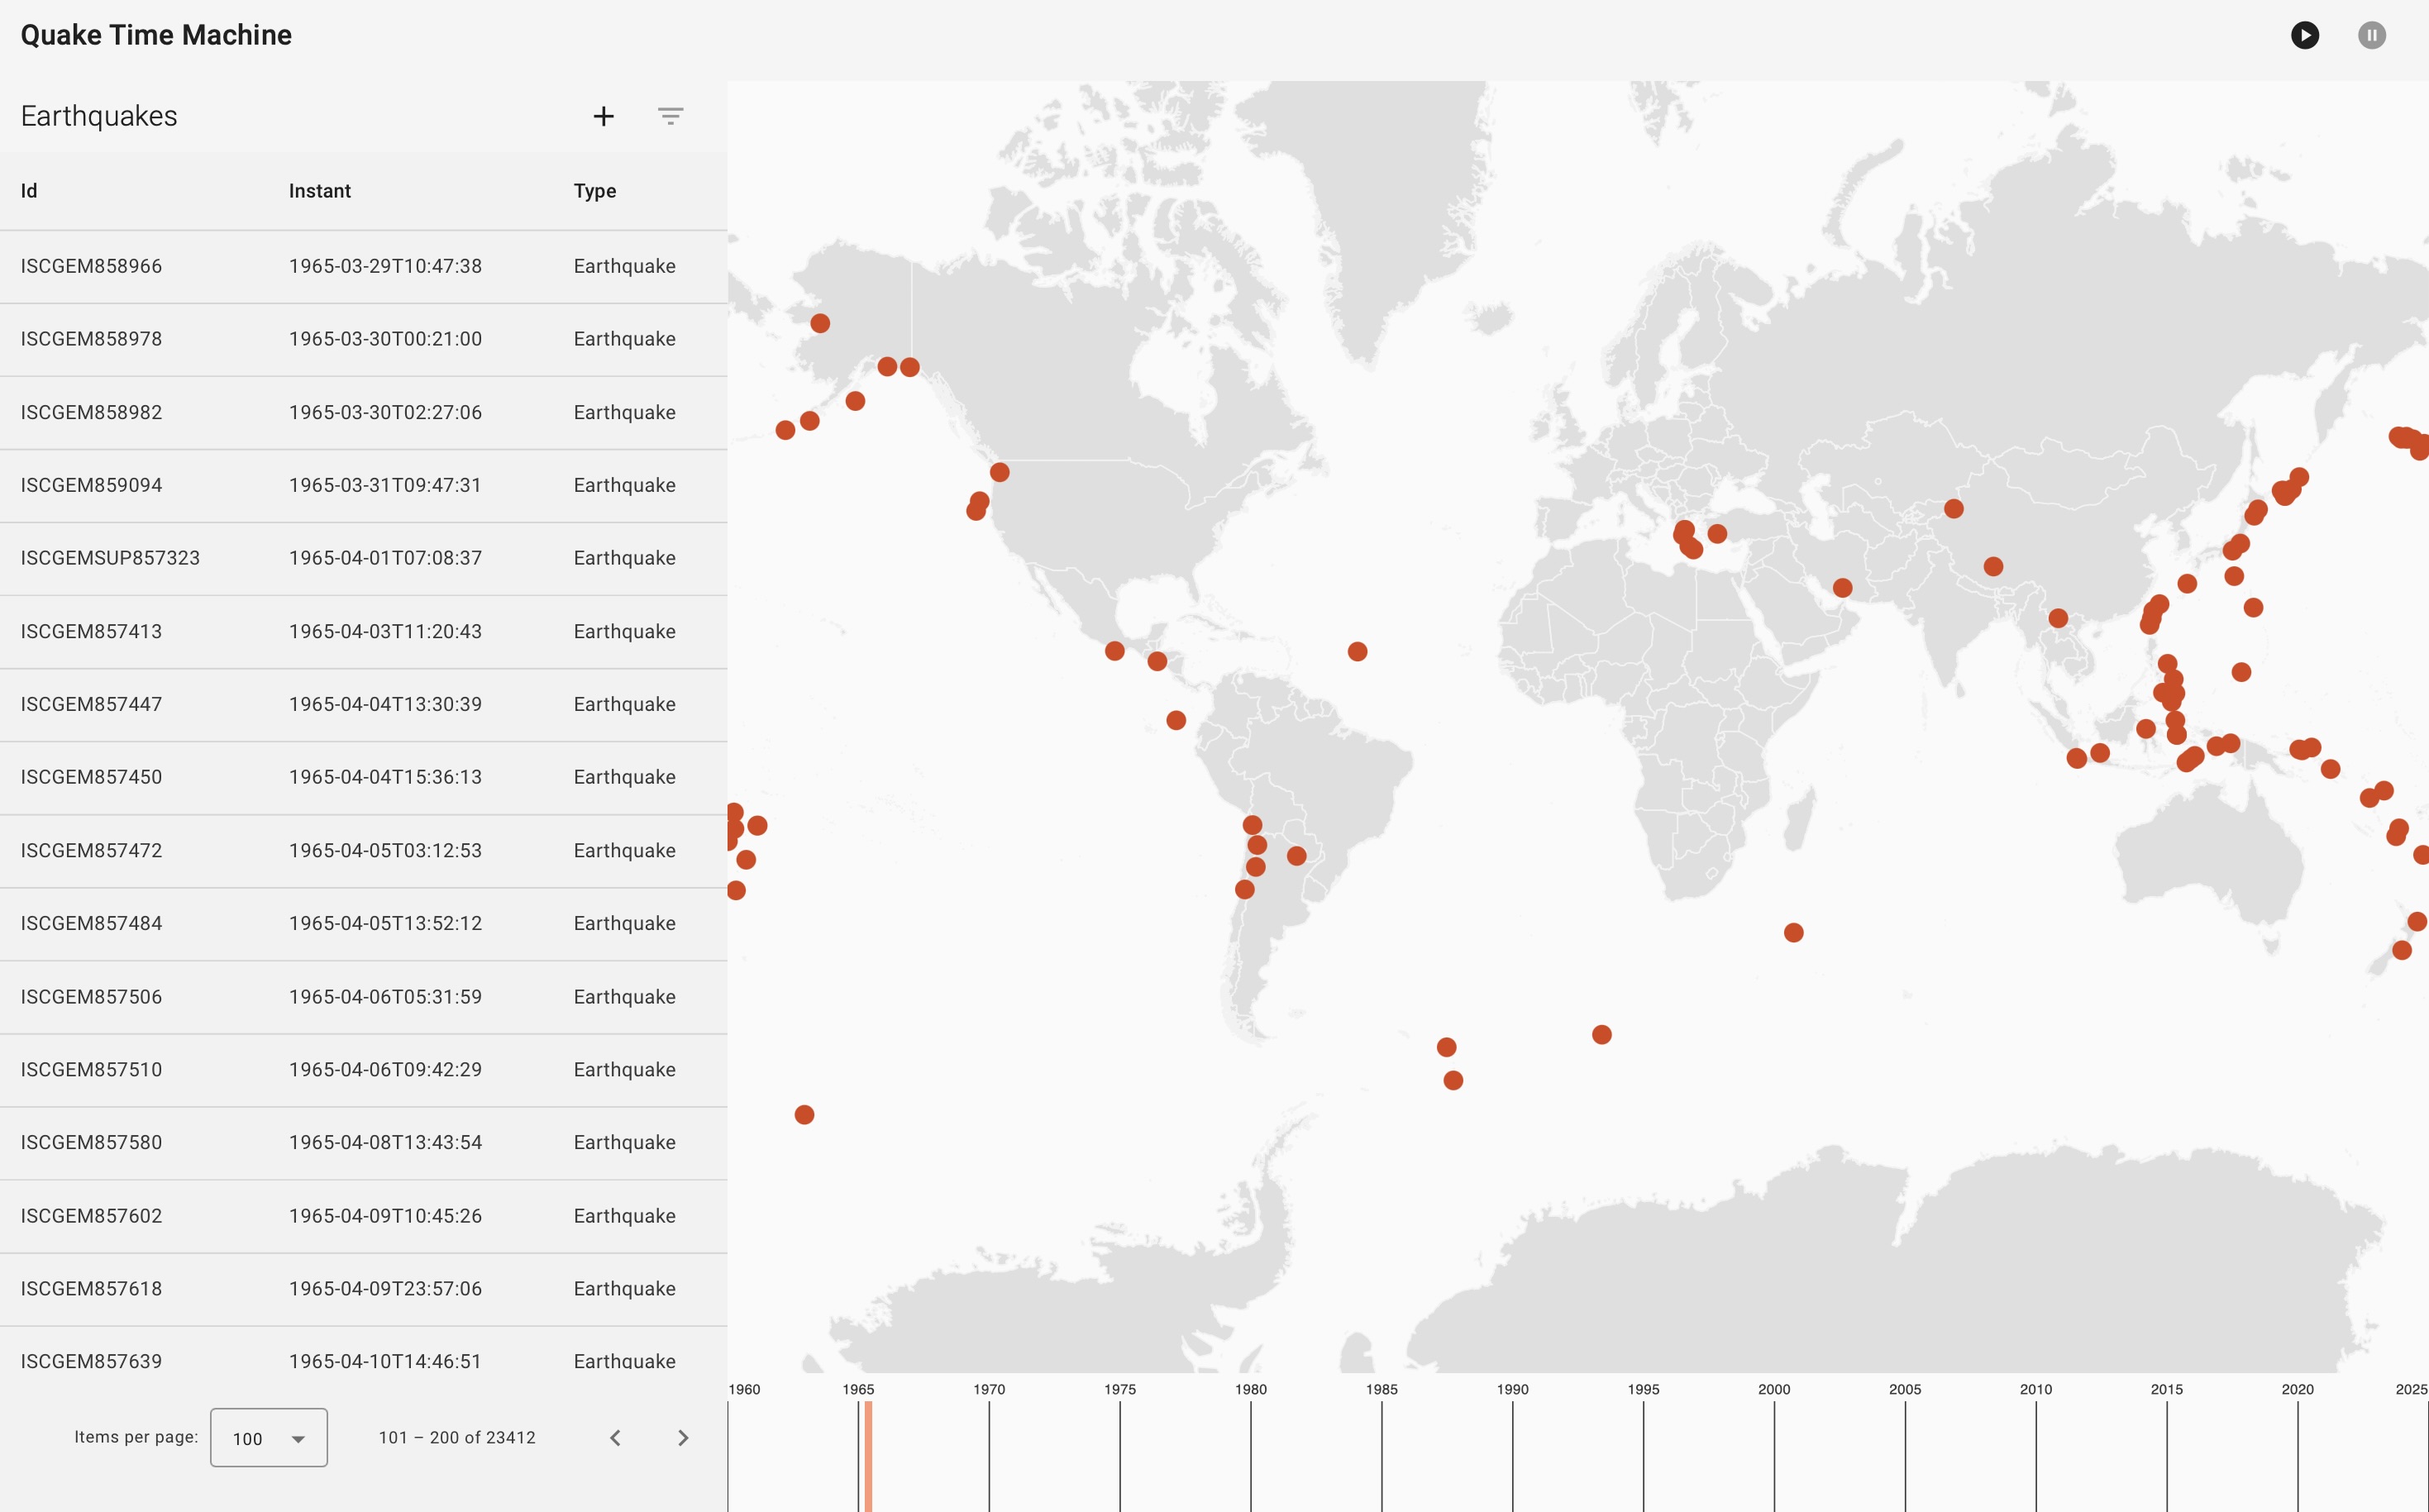 Quake Time Machine
Earthquakes
Id Instant Type
ISCGEM858966 1965-03-29T10:47:38 Earthquake
ISCGEM858978 1965-03-30T00:21:00 Earthquake
ISCGEM858982 1965-03-30T02:27:06 Earthquake
ISCGEM859094 1965-03-31T09:47:31 Earthquake
ISCGEMSUP857323 1965-04-01T07:08:37 Earthquake
ISCGEM857413 1965-04-03T11:20:43 Earthquake
ISCGEM857447 1965-04-04T13:30:39 Earthquake
ISCGEM857450 1965-04-04T15:36:13 Earthquake
ISCGEM857472 1965-04-05T03:12:53 Earthquake
ISCGEM857484 1965-04-05T13:52:12 Earthquake
ISCGEM857506 1965-04-06T05:31:59 Earthquake
ISCGEM857510 1965-04-06T09:42:29 Earthquake
ISCGEM857580 1965-04-08T13:43:54 Earthquake
ISCGEM857602 1965-04-09T10:45:26 Earthquake
ISCGEM857618 1965-04-09T23:57:06 Earthquake
ISCGEM857639 1965-04-10T14:46:51 Earthquake
Items per page: 100 101 – 200 of 23412
1960 1965 1970 1975 1980 1985 1990 1995 2000 2005 2010 2015 2020 2025